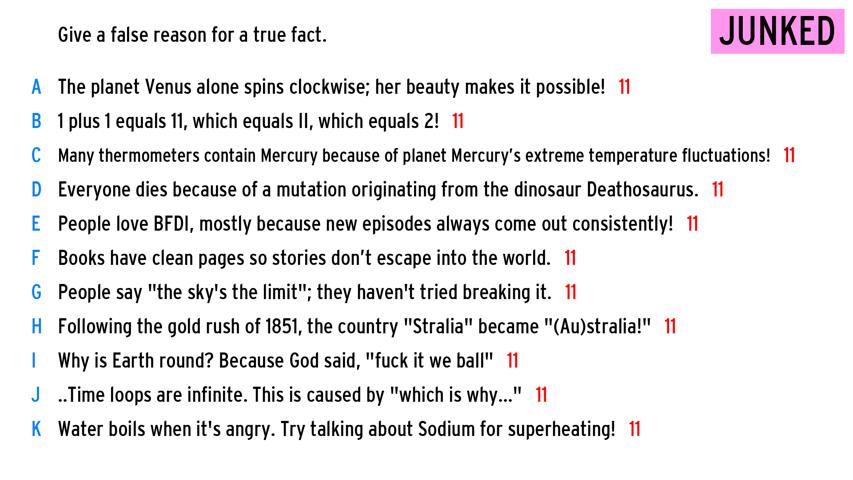 Give a false reason for a true fact.
JUNKED
A The planet Venus alone spins clockwise; her beauty makes it possible! 11
B 1 plus 1 equals 11, which equals II, which equals 2! 11
C Many thermometers contain Mercury because of planet Mercury's extreme temperature fluctuations! 11
D Everyone dies because of a mutation originating from the dinosaur Deathosaurus. 11
E People love BFDI, mostly because new episodes always come out consistently! 11
F Books have clean pages so stories don't escape into the world. 11
G People say "the sky's the limit"; they haven't tried breaking it. 11
H Following the gold rush of 1851, the country "Stralia" became "(Au)stralia!" 11
I Why is Earth round? Because God said, "fuck it we ball" 11
J ..Time loops are infinite. This is caused by "which is why..." 11
K Water boils when it's angry. Try talking about Sodium for superheating! 11